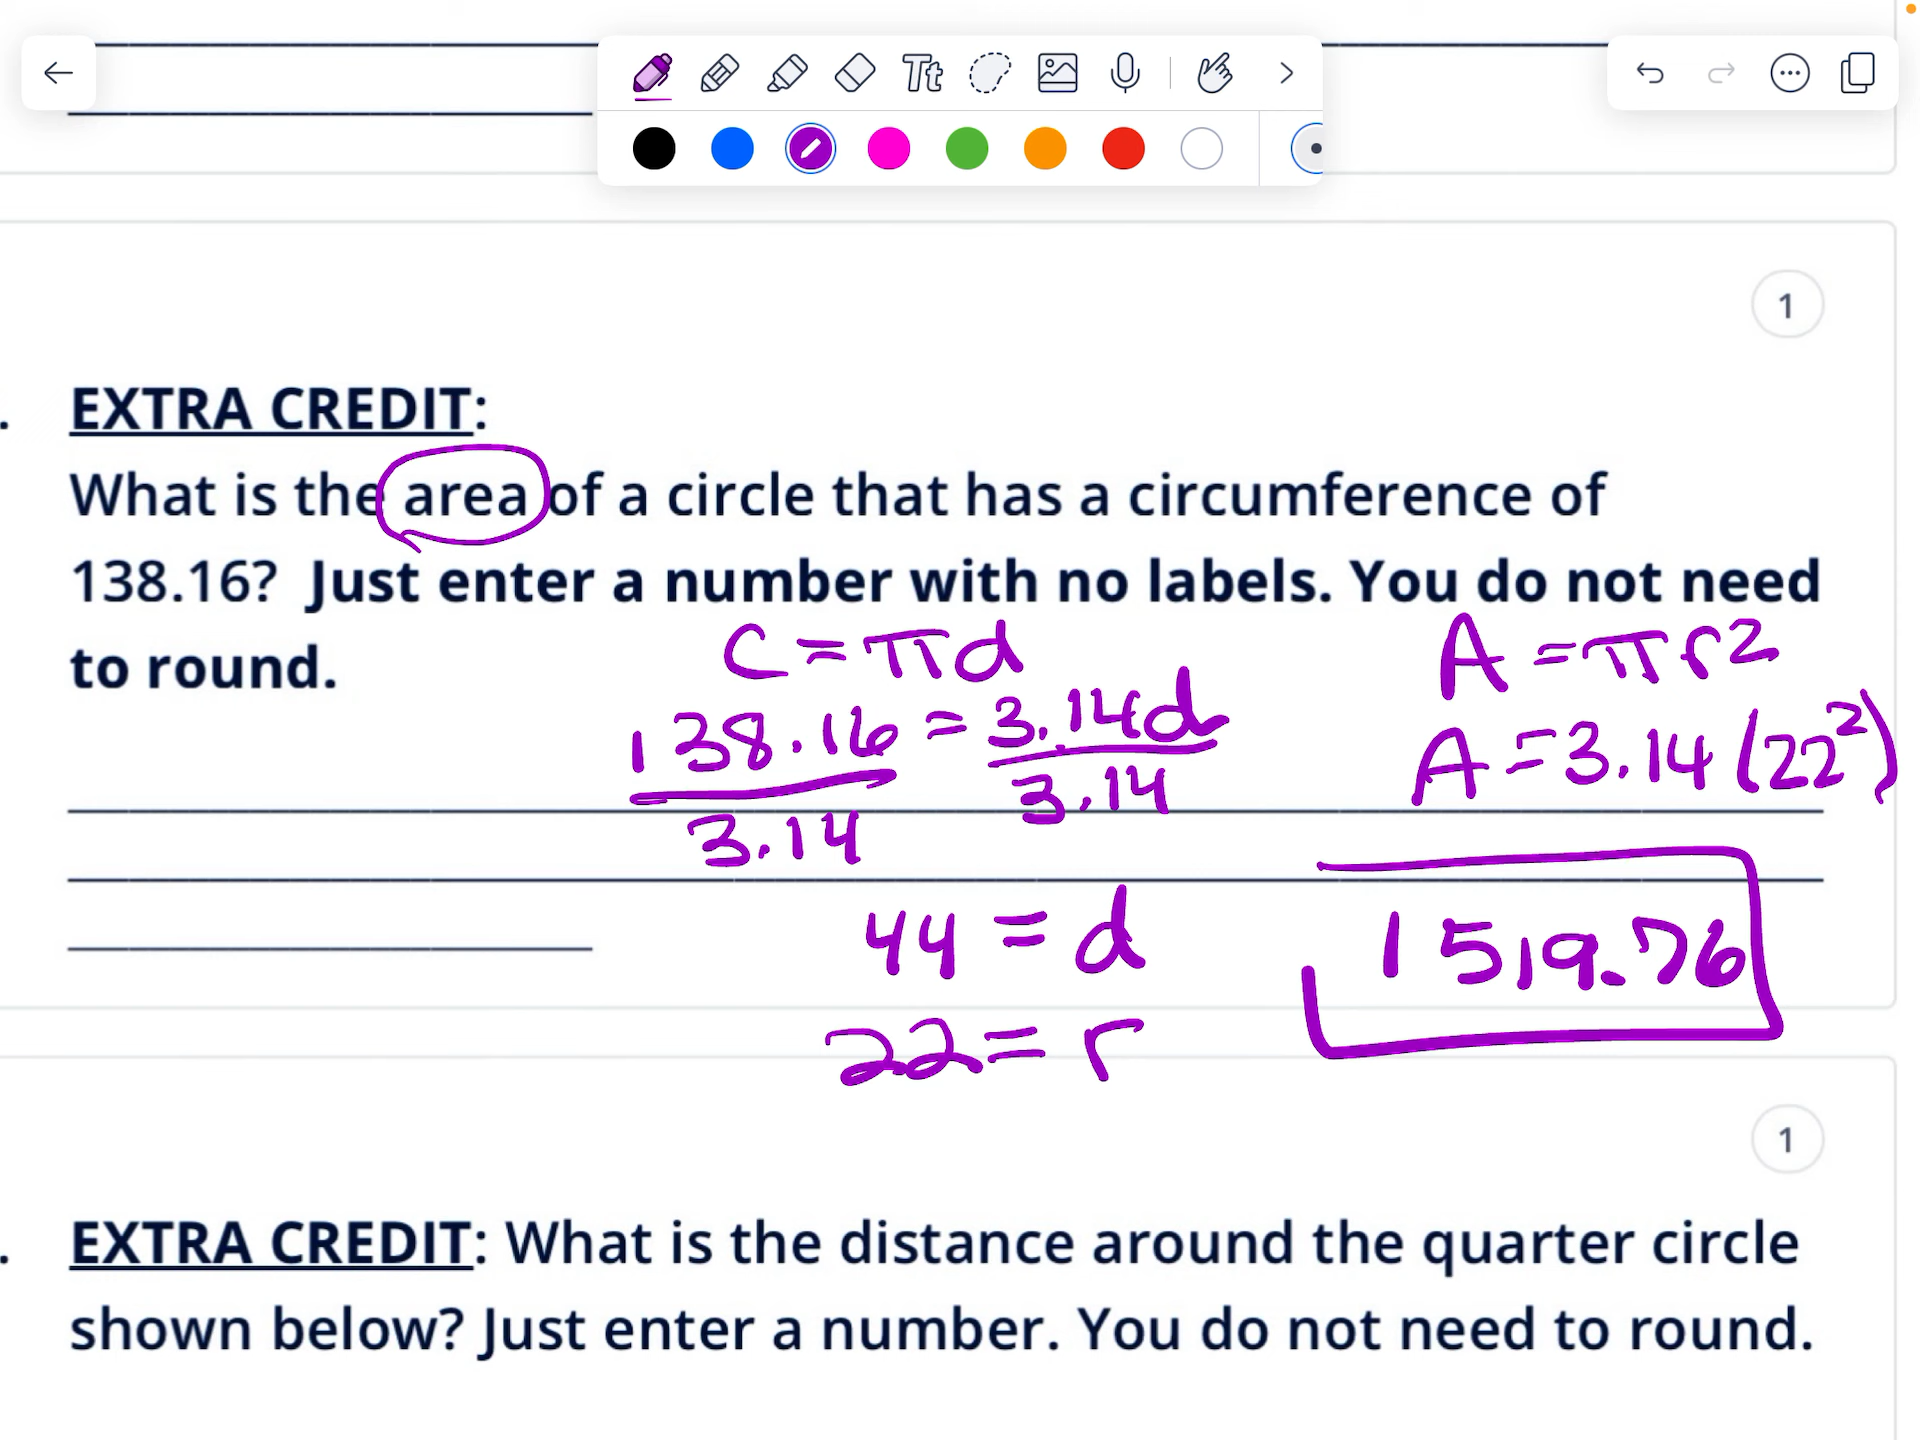 Tt
1
. EXTRA CREDIT:
What is the area of a circle that has a circumference of
138.16? Just enter a number with no labels. You do not need
to round.
C = πd
138.16 = 3.14d
3.14 3.14
44 = d
22 = r
A = πr²
A = 3.14 (22²)
1519.76
1
. EXTRA CREDIT: What is the distance around the quarter circle
shown below? Just enter a number. You do not need to round.